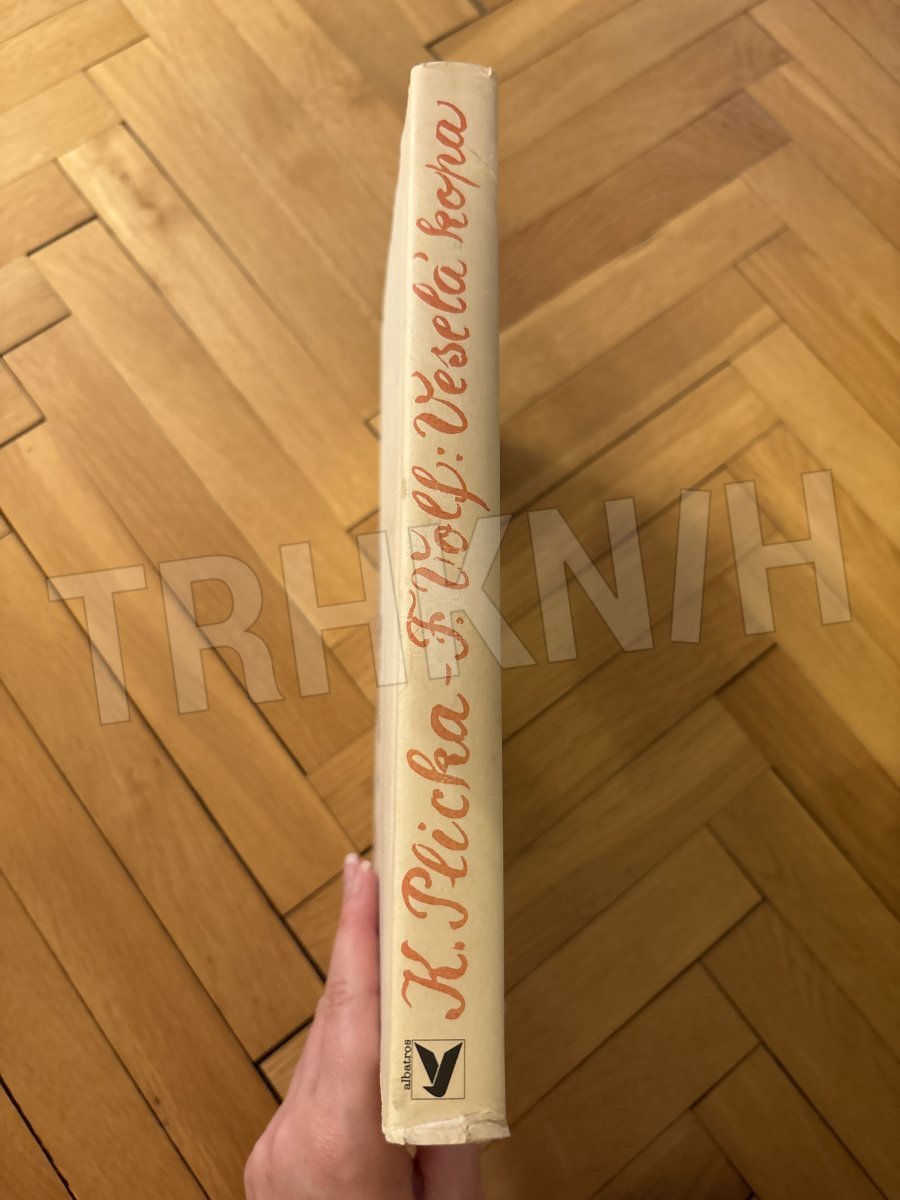 K. Plicka - F. Volf: Veselá kopa
albatros
TRHKNIH